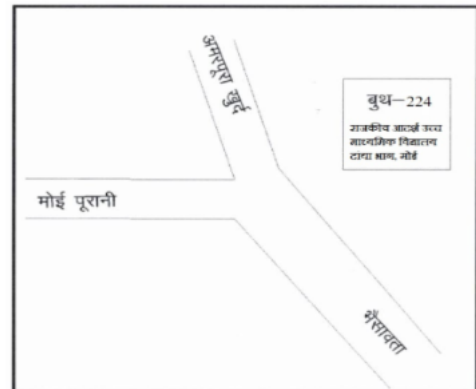 अमरपूरा खुर्द
बुथ–224
राजकीय आदर्श उच्च
माध्यमिक विद्यालय
दायां भाग, मोई
मोई पूरानी
भैसावता